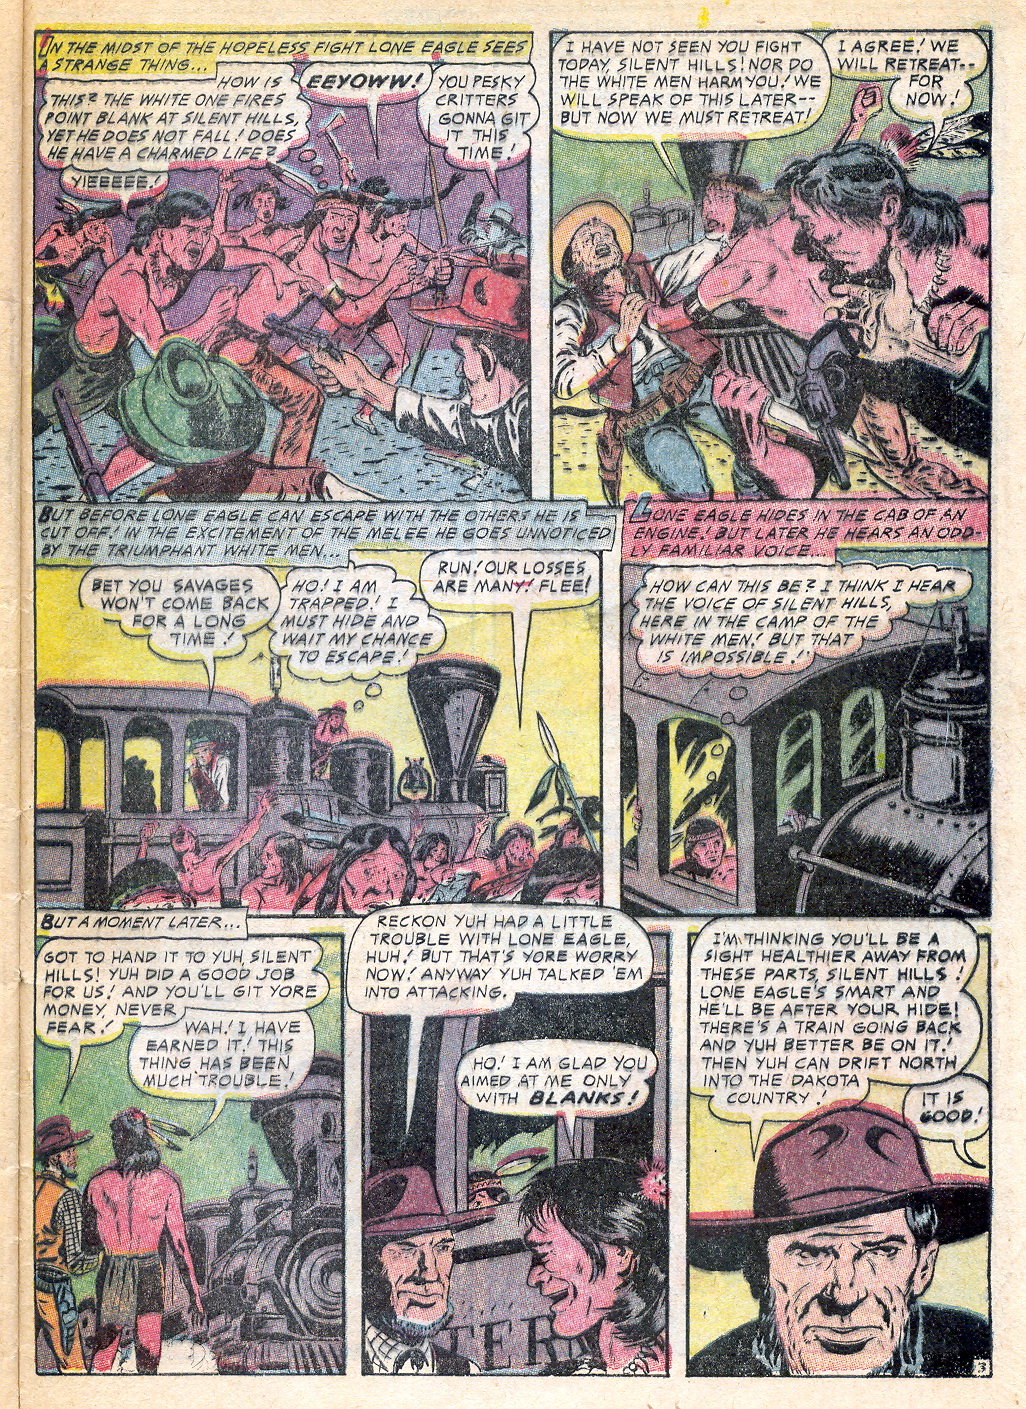 IN THE MIDST OF THE HOPELESS FIGHT LONE EAGLE SEES
A STRANGE THING...
HOW IS
THIS? THE WHITE ONE FIRES
POINT BLANK AT SILENT HILLS,
YET HE DOES NOT FALL! DOES
HE HAVE A CHARMED LIFE?
YIEEEEE!
EEYOWW!
YOU PESKY
CRITTERS
GONNA GIT
IT THIS
TIME!
I HAVE NOT SEEN YOU FIGHT
TODAY, SILENT HILLS! NOR DO
THE WHITE MEN HARM YOU! WE
WILL SPEAK OF THIS LATER--
BUT NOW WE MUST RETREAT!
I AGREE! WE
WILL RETREAT--
FOR
NOW!
BUT BEFORE LONE EAGLE CAN ESCAPE WITH THE OTHERS HE IS
CUT OFF! IN THE EXCITEMENT OF THE MELEE HE GOES UNNOTICED
BY THE TRIUMPHANT WHITE MEN...
BET YOU SAVAGES
WON'T COME BACK
FOR A LONG
TIME!
HO! I AM
TRAPPED! I
MUST HIDE AND
WAIT MY CHANCE
TO ESCAPE!
RUN! OUR LOSSES
ARE MANY! FLEE!
LONE EAGLE HIDES IN THE CAB OF AN
ENGINE! BUT LATER HE HEARS AN ODD-
LY FAMILIAR VOICE...
HOW CAN THIS BE? I THINK I HEAR
THE VOICE OF SILENT HILLS,
HERE IN THE CAMP OF THE
WHITE MEN! BUT THAT
IS IMPOSSIBLE!
BUT A MOMENT LATER...
GOT TO HAND IT TO YUH, SILENT
HILLS! YUH DID A GOOD JOB
FOR US! AND YOU'LL GIT YORE
MONEY, NEVER
FEAR!
WAH! I HAVE
EARNED IT! THIS
THING HAS BEEN
MUCH TROUBLE!
RECKON YUH HAD A LITTLE
TROUBLE WITH LONE EAGLE,
HUH! BUT THAT'S YORE WORRY
NOW! ANYWAY YUH TALKED 'EM
INTO ATTACKING.
HO! I AM GLAD YOU
AIMED AT ME ONLY
WITH BLANKS!
TER
I'M THINKING YOU'LL BE A
SIGHT HEALTHIER AWAY FROM
THESE PARTS, SILENT HILLS!
LONE EAGLE'S SMART AND
HE'LL BE AFTER YOUR HIDE!
THERE'S A TRAIN GOING BACK
AND YUH BETTER BE ON IT!
THEN YUH CAN DRIFT NORTH
INTO THE DAKOTA
COUNTRY!
IT IS
GOOD!
3